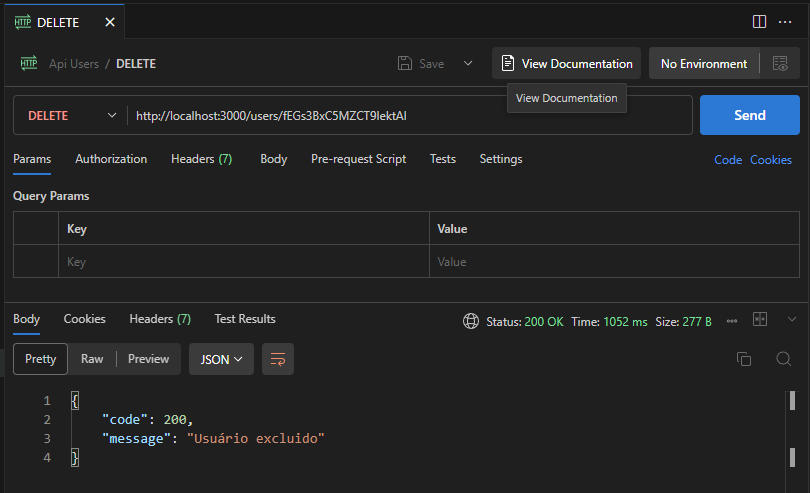 HTTP DELETE
HTTP Api Users / DELETE Save View Documentation No Environment
View Documentation
DELETE http://localhost:3000/users/fEGs3BxC5MZCT9IektAl Send
Params Authorization Headers (7) Body Pre-request Script Tests Settings Code Cookies
Query Params
Key Value
Key Value
Body Cookies Headers (7) Test Results Status: 200 OK Time: 1052 ms Size: 277 B
Pretty Raw Preview JSON
1 {
2 "code": 200,
3 "message": "Usuário excluido"
4 }